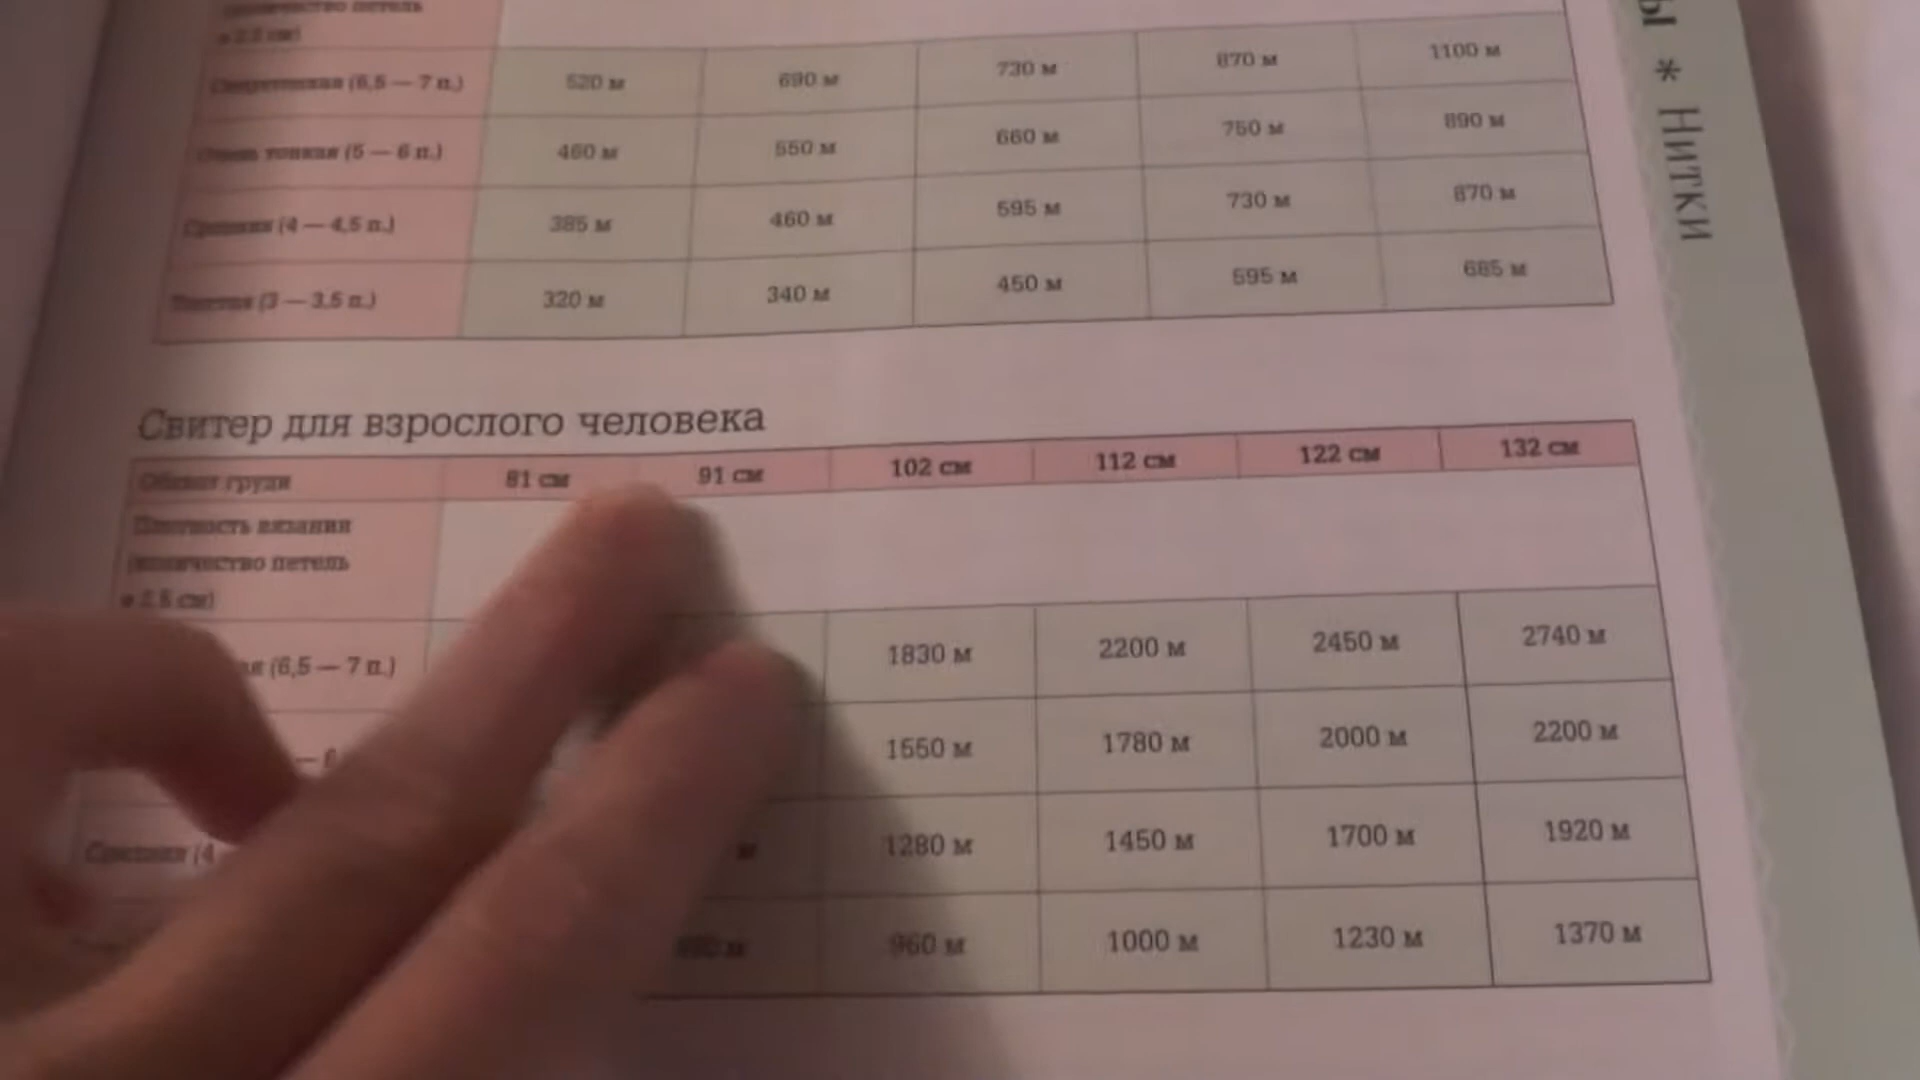 количество петель
в 2,5 см)
Супертонкая (6,5 — 7 п.) 520 м 690 м 730 м 870 м 1100 м
Очень тонкая (5 — 6 п.) 460 м 550 м 660 м 750 м 890 м
Средняя (4 — 4,5 п.) 385 м 460 м 595 м 730 м 870 м
Толстая (3 — 3,5 п.) 320 м 340 м 450 м 595 м 685 м
Свитер для взрослого человека
Обхват груди 81 см 91 см 102 см 112 см 122 см 132 см
Плотность вязания
(количество петель
в 2,5 см)
(6,5 — 7 п.) 1830 м 2200 м 2450 м 2740 м
1550 м 1780 м 2000 м 2200 м
Средняя (4 м 1280 м 1450 м 1700 м 1920 м
м 960 м 1000 м 1230 м 1370 м
Ы * Нитки